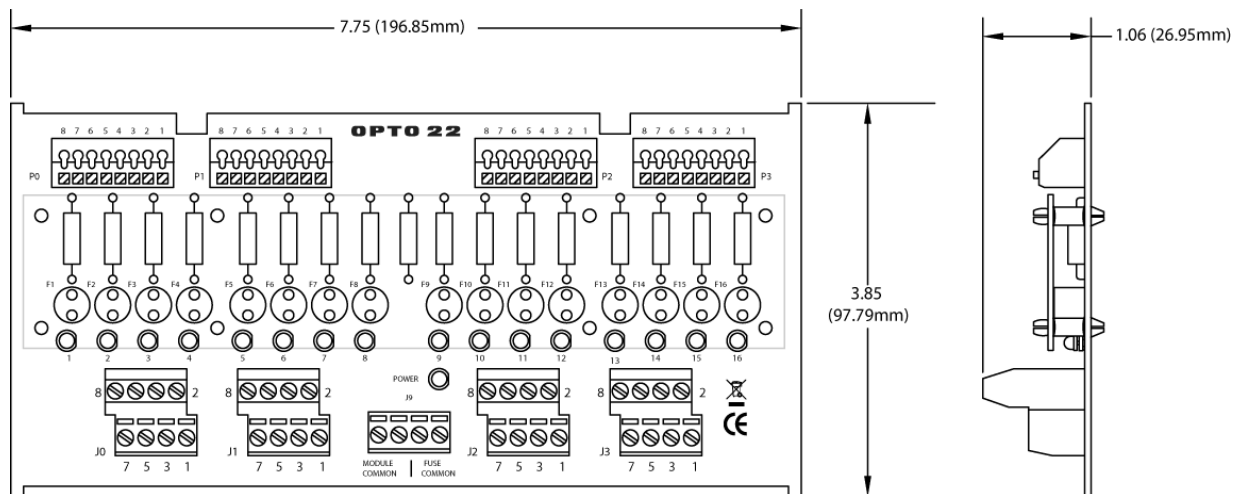 7.75 (196.85mm)
1.06 (26.95mm)
8 7 6 5 4 3 2 1
8 7 6 5 4 3 2 1
OPTO 22
8 7 6 5 4 3 2 1
8 7 6 5 4 3 2 1
P0
P1
P2
P3
F1 F2 F3 F4 F5 F6 F7 F8 F9 F10 F11 F12 F13 F14 F15 F16
3.85
(97.79mm)
1 2 3 4 5 6 7 8 9 10 11 12 13 14 15 16
POWER
8 2
8 2
J9
8 2
8 2
CE
J0
J1
J2
J3
7 5 3 1
7 5 3 1
MODULE COMMON
FUSE COMMON
7 5 3 1
7 5 3 1